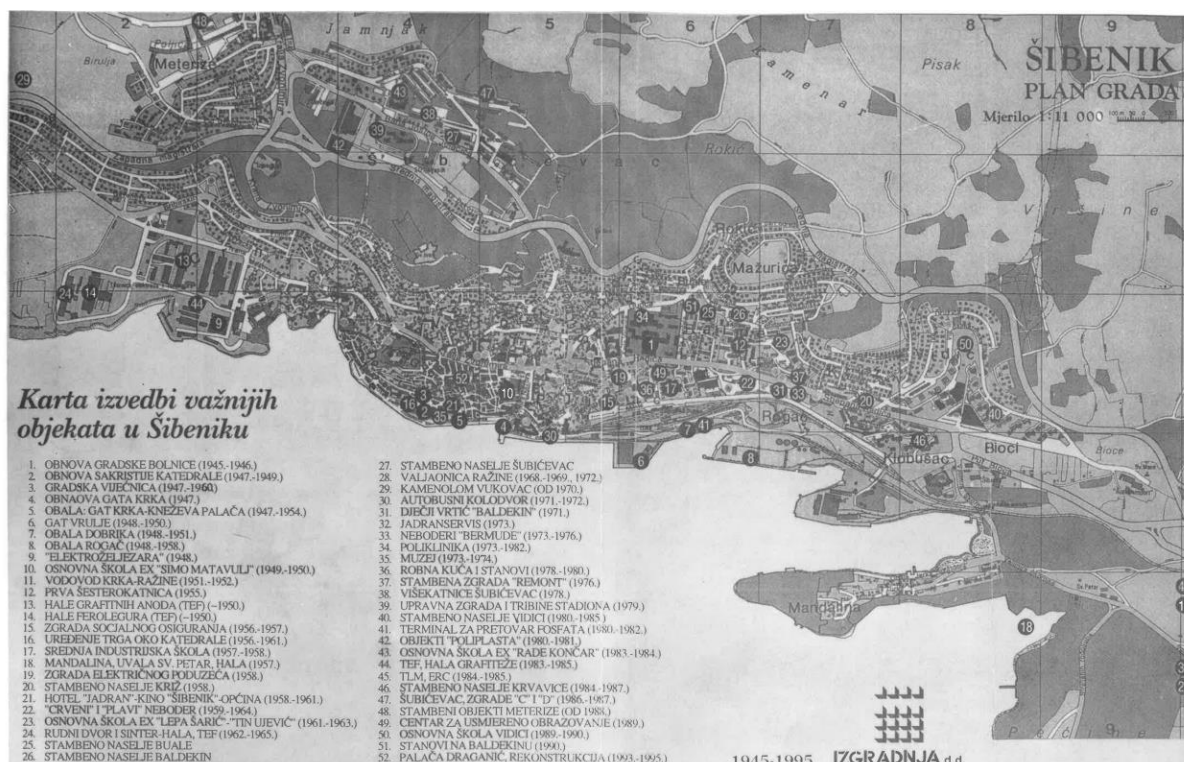 ŠIBENIK
PLAN GRADA
Mjerilo 1:11 000
2
4
5
6
7
8
9
Jamnjak
Birulja
Meterize
Kamenar
Pisak
Rokić
Vršine
Mažurica
Rogač
Klobušac
Bioci
Bioce
Mandalina
Karta izvedbi važnijih
objekata u Šibeniku
1. OBNOVA GRADSKE BOLNICE (1945.-1946.)
2. OBNOVA SAKRISTIJE KATEDRALE (1947.-1949.)
3. GRADSKA VIJEĆNICA (1947.-1960.)
4. OBNAOVA GATA KRKA (1947.)
5. OBALA: GAT KRKA-KNEŽEVA PALAČA (1947.-1954.)
6. GAT VRULJE (1948.-1950.)
7. OBALA DOBRIKA (1948.-1951.)
8. OBALA ROGAČ (1948.-1958.)
9. "ELEKTROŽELJEZARA" (1948.)
10. OSNOVNA ŠKOLA EX "SIMO MATAVULJ" (1949.-1950.)
11. VODOVOD KRKA-RAŽINE (1951.-1952.)
12. PRVA ŠESTEROKATNICA (1955.)
13. HALE GRAFITNIH ANODA (TEF) (–1950.)
14. HALE FEROLEGURA (TEF) (–1950.)
15. ZGRADA SOCIJALNOG OSIGURANJA (1956.-1957.)
16. UREĐENJE TRGA OKO KATEDRALE (1956.-1961.)
17. SREDNJA INDUSTRIJSKA ŠKOLA (1957.-1958.)
18. MANDALINA, UVALA SV. PETAR, HALA (1957.)
19. ZGRADA ELEKTRIČNOG PODUZEĆA (1958.)
20. STAMBENO NASELJE KRIŽ (1958.)
21. HOTEL "JADRAN"-KINO "ŠIBENIK"-OPĆINA (1958.-1961.)
22. "CRVENI" I "PLAVI" NEBODER (1959.-1964.)
23. OSNOVNA ŠKOLA EX "LEPA ŠARIĆ"-"TIN UJEVIĆ" (1961.-1963.)
24. RUDNI DVOR I SINTER-HALA, TEF (1962.-1965.)
25. STAMBENO NASELJE BUALE
26. STAMBENO NASELJE BALDEKIN
27. STAMBENO NASELJE ŠUBIĆEVAC
28. VALJAONICA RAŽINE (1968.-1969., 1972.)
29. KAMENOLOM VUKOVAC (OD 1970.)
30. AUTOBUSNI KOLODVOR (1971.-1972.)
31. DJEČJI VRTIĆ "BALDEKIN" (1971.)
32. JADRANSERVIS (1973.)
33. NEBODERI "BERMUDE" (1973.-1976.)
34. POLIKLINIKA (1973.-1982.)
35. MUZEJ (1973.-1974.)
36. ROBNA KUĆA I STANOVI (1978.-1980.)
37. STAMBENA ZGRADA "REMONT" (1976.)
38. VIŠEKATNICE ŠUBIĆEVAC (1978.)
39. UPRAVNA ZGRADA I TRIBINE STADIONA (1979.)
40. STAMBENO NASELJE VIDICI (1980.-1985.)
41. TERMINAL ZA PRETOVAR FOSFATA (1980.-1982.)
42. OBJEKTI "POLIPLASTA" (1980.-1981.)
43. OSNOVNA ŠKOLA EX "RADE KONČAR" (1983.-1984.)
44. TEF, HALA GRAFITEŽE (1983.-1985.)
45. TLM, ERC (1984.-1985.)
46. STAMBENO NASELJE KRVAVICE (1984.-1987.)
47. ŠUBIĆEVAC, ZGRADE "C" I "D" (1986.-1987.)
48. STAMBENI OBJEKTI METERIZE (OD 1988.)
49. CENTAR ZA USMJERENO OBRAZOVANJE (1989.)
50. OSNOVNA ŠKOLA VIDICI (1989.-1990.)
51. STANOVI NA BALDEKINU (1990.)
52. PALAČA DRAGANIĆ, REKONSTRUKCIJA (1993.-1995.)
1945-1995 IZGRADNJA d.d.